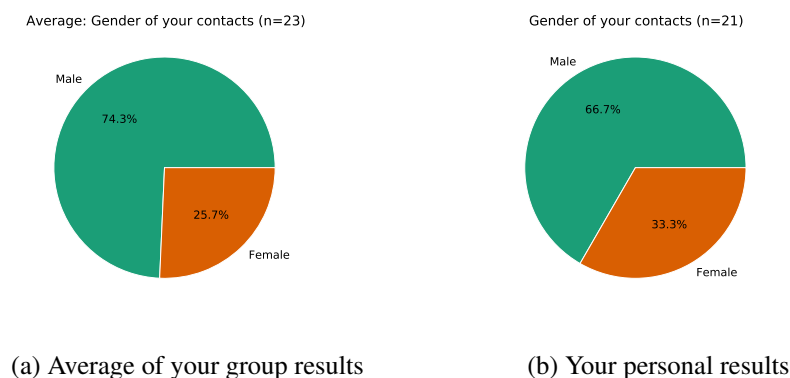 Average: Gender of your contacts (n=23)
Male
74.3%
25.7%
Female
(a) Average of your group results
Gender of your contacts (n=21)
Male
66.7%
33.3%
Female
(b) Your personal results